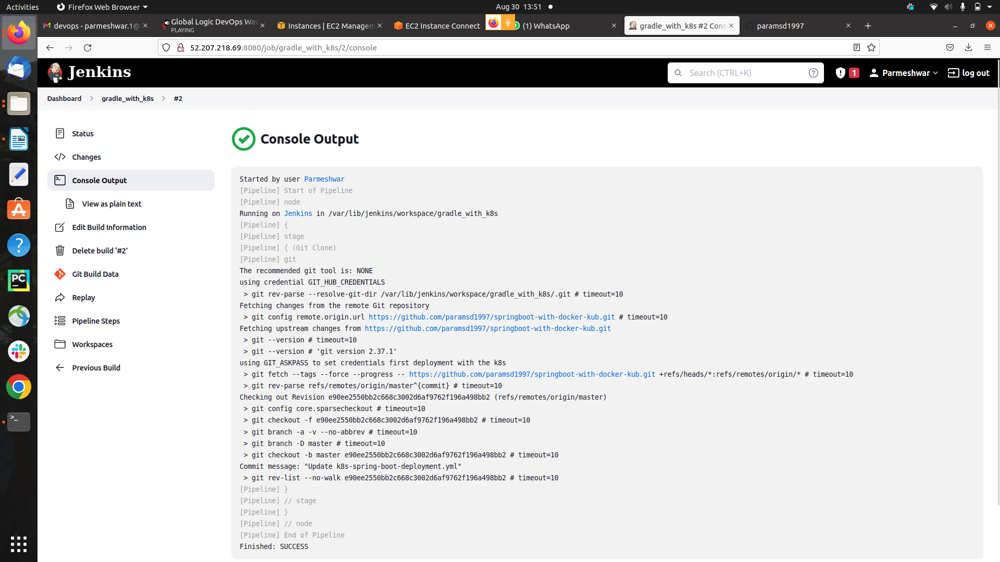 Activities
Firefox Web Browser
Aug 30 13:51
devops - parmeshwar.1@
Global Logic DevOps Wav
PLAYING
Instances | EC2 Managem
EC2 Instance Connect
(1) WhatsApp
gradle_with_k8s #2 Cons
paramsd1997
52.207.218.69:8080/job/gradle_with_k8s/2/console
Jenkins
Search (CTRL+K)
1
Parmeshwar
log out
Dashboard
gradle_with_k8s
#2
Status
Changes
Console Output
View as plain text
Edit Build Information
Delete build ‘#2’
Git Build Data
Replay
Pipeline Steps
Workspaces
Previous Build
PC
Console Output
Started by user Parmeshwar
[Pipeline] Start of Pipeline
[Pipeline] node
Running on Jenkins in /var/lib/jenkins/workspace/gradle_with_k8s
[Pipeline] {
[Pipeline] stage
[Pipeline] { (Git Clone)
[Pipeline] git
The recommended git tool is: NONE
using credential GIT_HUB_CREDENTIALS
> git rev-parse --resolve-git-dir /var/lib/jenkins/workspace/gradle_with_k8s/.git # timeout=10
Fetching changes from the remote Git repository
> git config remote.origin.url https://github.com/paramsd1997/springboot-with-docker-kub.git # timeout=10
Fetching upstream changes from https://github.com/paramsd1997/springboot-with-docker-kub.git
> git --version # timeout=10
> git --version # 'git version 2.37.1'
using GIT_ASKPASS to set credentials first deployment with the k8s
> git fetch --tags --force --progress -- https://github.com/paramsd1997/springboot-with-docker-kub.git +refs/heads/*:refs/remotes/origin/* # timeout=10
> git rev-parse refs/remotes/origin/master^{commit} # timeout=10
Checking out Revision e90ee2550bb2c668c3002d6af9762f196a498bb2 (refs/remotes/origin/master)
> git config core.sparsecheckout # timeout=10
> git checkout -f e90ee2550bb2c668c3002d6af9762f196a498bb2 # timeout=10
> git branch -a -v --no-abbrev # timeout=10
> git branch -D master # timeout=10
> git checkout -b master e90ee2550bb2c668c3002d6af9762f196a498bb2 # timeout=10
Commit message: "Update k8s-spring-boot-deployment.yml"
> git rev-list --no-walk e90ee2550bb2c668c3002d6af9762f196a498bb2 # timeout=10
[Pipeline] }
[Pipeline] // stage
[Pipeline] }
[Pipeline] // node
[Pipeline] End of Pipeline
Finished: SUCCESS